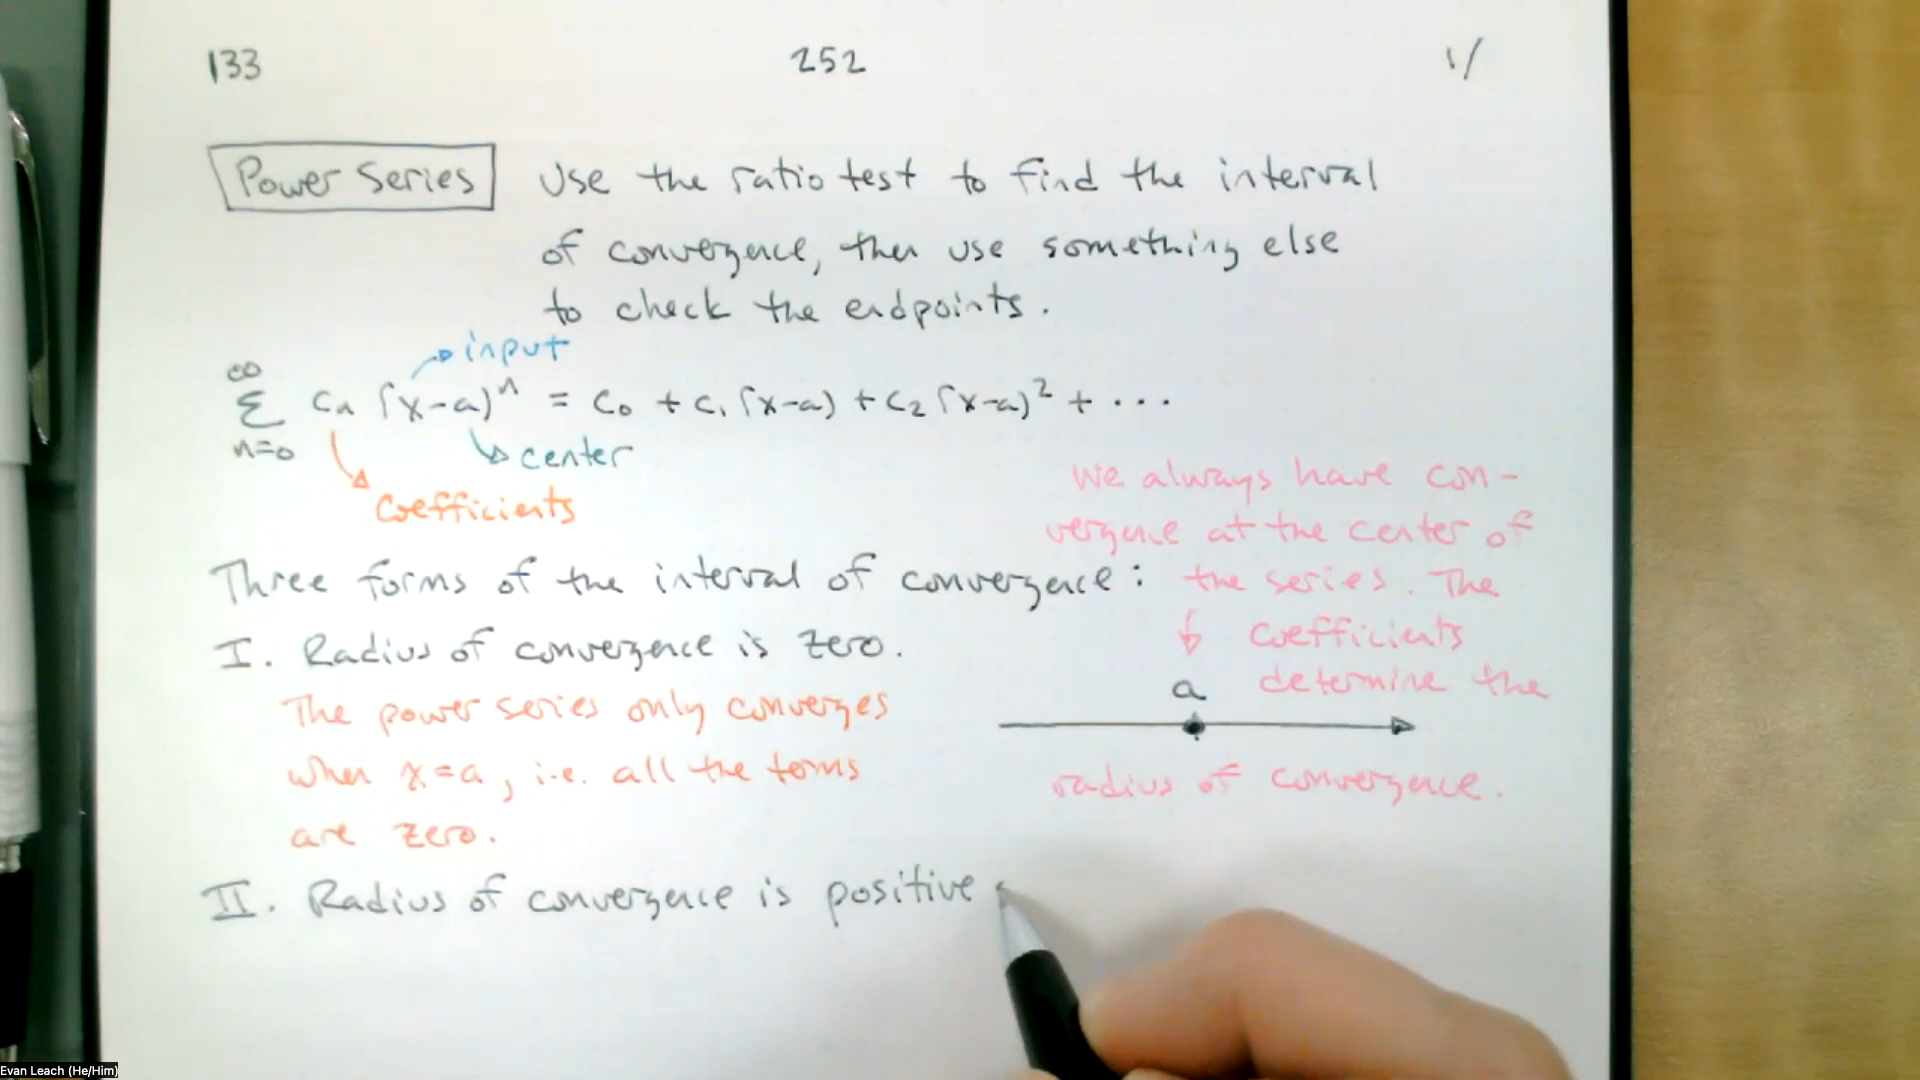 133 252 1/
Power Series Use the ratio test to find the interval
of convergence, then use something else
to check the endpoints.
input
∞
Σ cₙ (x-a)ⁿ = c₀ + c₁(x-a) + c₂(x-a)² + ...
n=0
center
coefficients
We always have con-
vergence at the center of
the series. The
coefficients
determine the
radius of convergence.
Three forms of the interval of convergence:
I. Radius of convergence is zero.
The power series only converges
when x=a, i.e. all the terms
are zero.
a
II. Radius of convergence is positive
Evan Leach (He/Him)